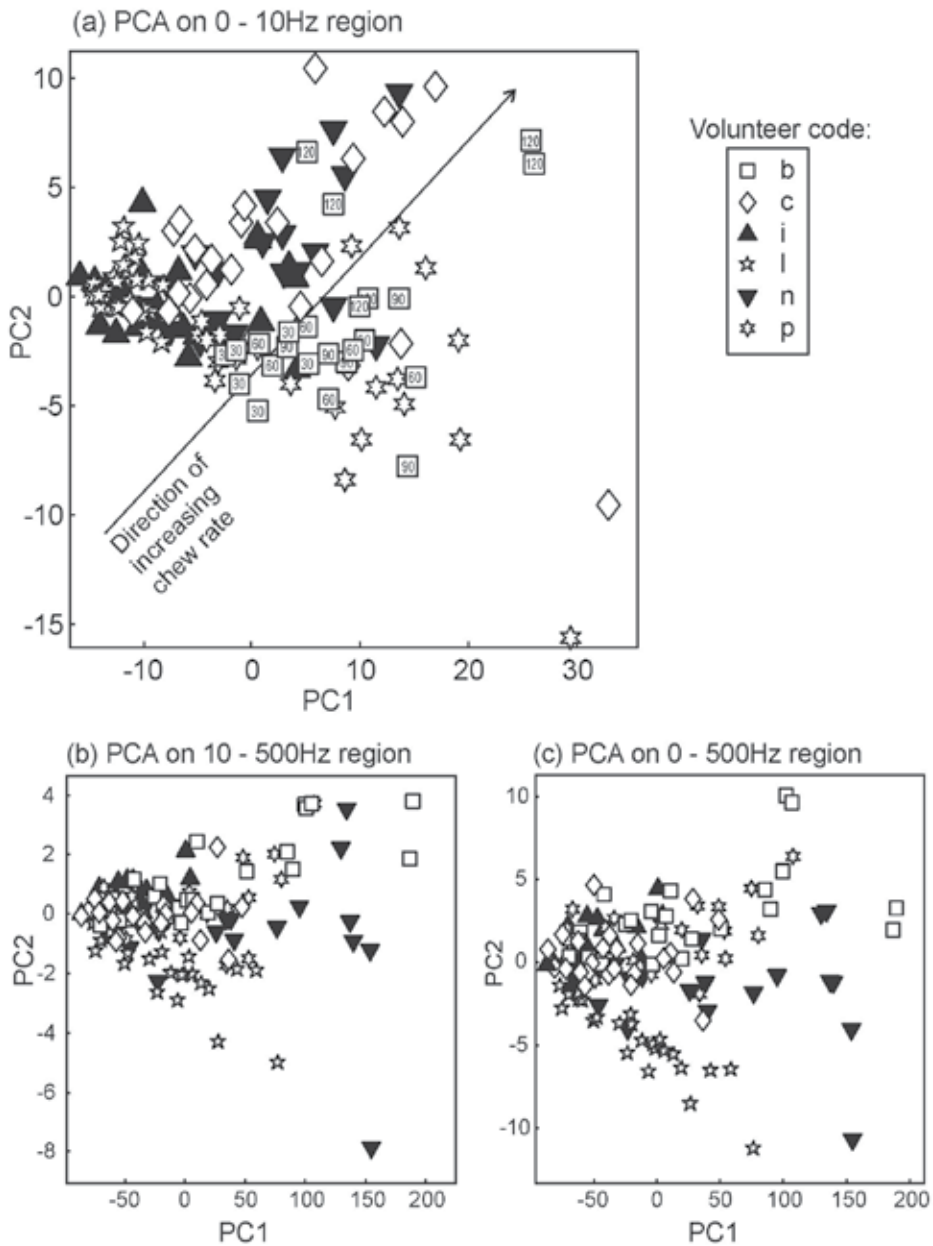 (a) PCA on 0 - 10Hz region
10
5
0
-5
-10
-15
PC2
-10
0
10
20
30
PC1
120
120
120
120
120
90
30
60
60
90
30
30
60
90
60
30
60
90
60
30
90
Direction of
increasing
chew rate
Volunteer code:
b
c
i
l
n
p
(b) PCA on 10 - 500Hz region
4
2
0
-2
-4
-6
-8
PC2
-50
0
50
100
150
200
PC1
(c) PCA on 0 - 500Hz region
10
5
0
-5
-10
PC2
-50
0
50
100
150
200
PC1